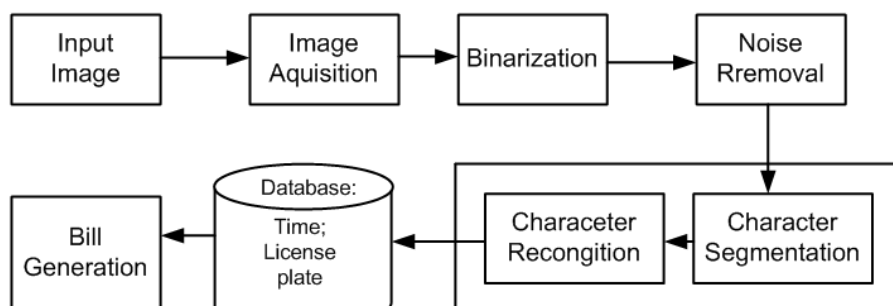 Input
Image
Image
Aquisition
Binarization
Noise
Rremoval
Database:
Time;
License
plate
Bill
Generation
Characeter
Recongition
Character
Segmentation